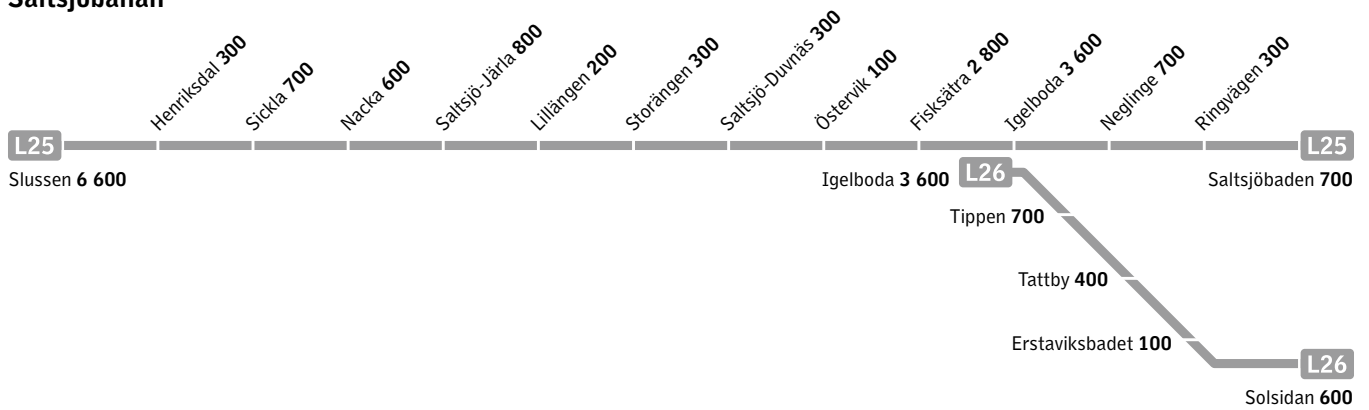 Saltsjöbanan
Henriksdal 300
Sickla 700
Nacka 600
Saltsjö-Järla 800
Lillängen 200
Storängen 300
Saltsjö-Duvnäs 300
Östervik 100
Fisksätra 2 800
Igelboda 3 600
Neglinge 700
Ringvägen 300
L25
L25
Slussen 6 600
Igelboda 3 600
L26
Saltsjöbaden 700
Tippen 700
Tattby 400
Erstaviksbadet 100
L26
Solsidan 600